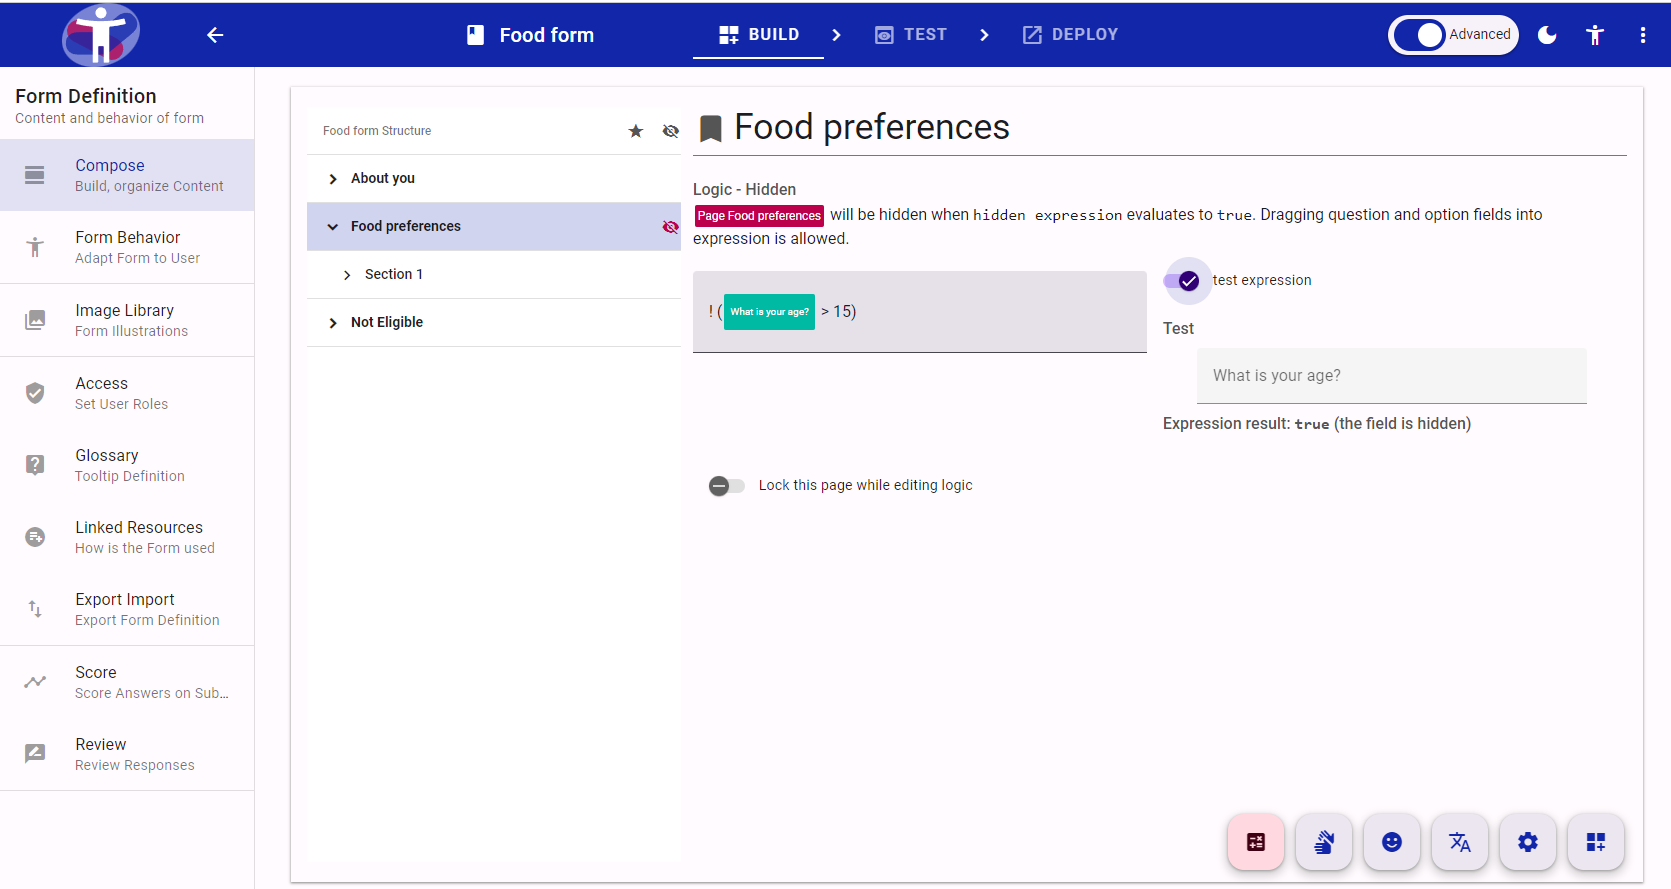 Food form
BUILD
TEST
DEPLOY
Advanced
Form Definition
Content and behavior of form
Compose
Build, organize Content
Form Behavior
Adapt Form to User
Image Library
Form Illustrations
Access
Set User Roles
Glossary
Tooltip Definition
Linked Resources
How is the Form used
Export Import
Export Form Definition
Score
Score Answers on Sub...
Review
Review Responses
Food form Structure
About you
Food preferences
Section 1
Not Eligible
Food preferences
Logic - Hidden
Page Food preferences will be hidden when hidden expression evaluates to true. Dragging question and option fields into
expression is allowed.
! ( What is your age? > 15)
test expression
Test
What is your age?
Expression result: true (the field is hidden)
Lock this page while editing logic